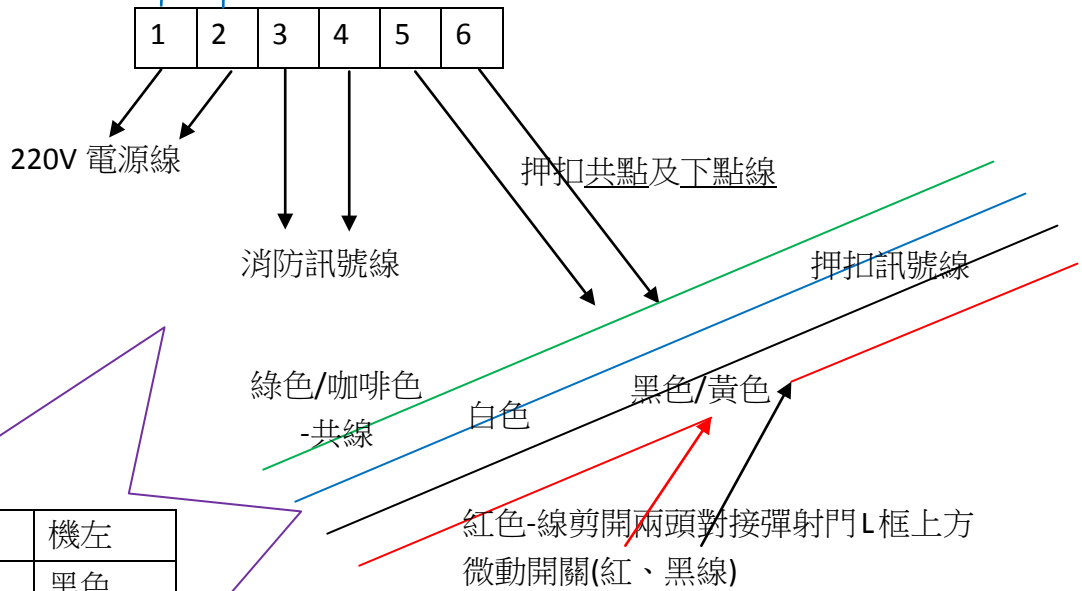 1 2 3 4 5 6
220V 電源線
押扣共點及下點線
消防訊號線
押扣訊號線
綠色/咖啡色
-共線
白色
黑色/黃色
紅色-線剪開兩頭對接彈射門L框上方
微動開關(紅、黑線)
機左
黑色